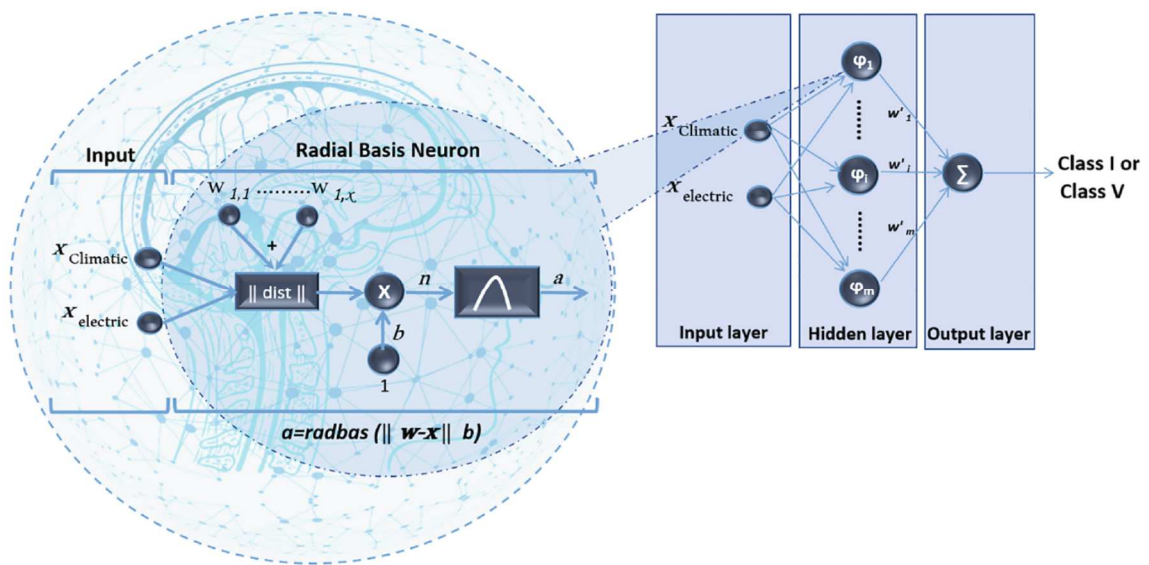 Input
Radial Basis Neuron
W 1,1 ......... W 1,χ
x Climatic
+
x electric
|| dist ||
X
n
a
b
1
a=radbas (|| w-x || b)
x Climatic
x electric
φ1
φi
φm
w'1
w'i
w'm
Σ
Class I or
Class V
Input layer
Hidden layer
Output layer